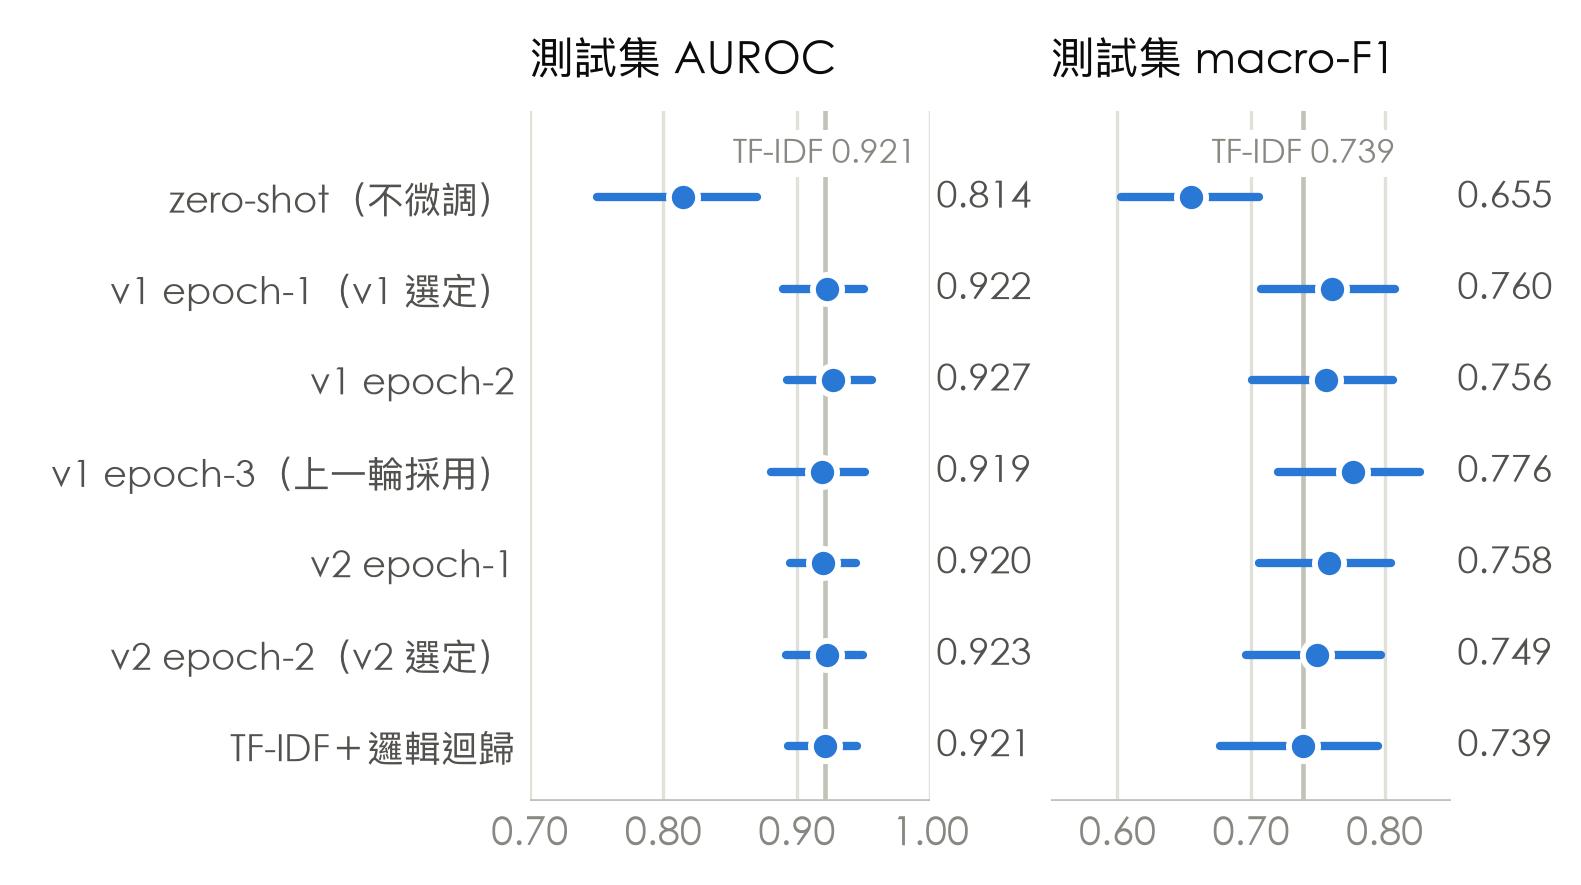 測試集 AUROC
測試集 macro-F1
TF-IDF 0.921
TF-IDF 0.739
zero-shot（不微調） 0.814 0.655
v1 epoch-1（v1 選定） 0.922 0.760
v1 epoch-2 0.927 0.756
v1 epoch-3（上一輪採用） 0.919 0.776
v2 epoch-1 0.920 0.758
v2 epoch-2（v2 選定） 0.923 0.749
TF-IDF＋邏輯迴歸 0.921 0.739
0.70 0.80 0.90 1.00
0.60 0.70 0.80